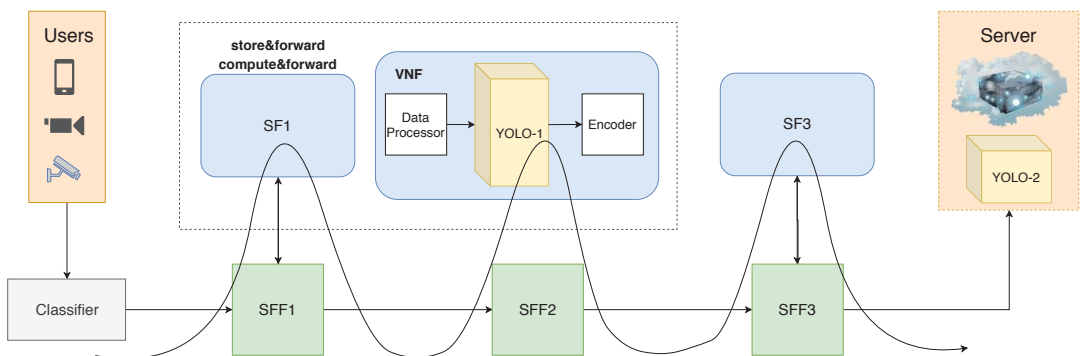 Users
store&forward
compute&forward
SF1
VNF
Data
Processor
YOLO-1
Encoder
SF3
Server
YOLO-2
Classifier
SFF1
SFF2
SFF3